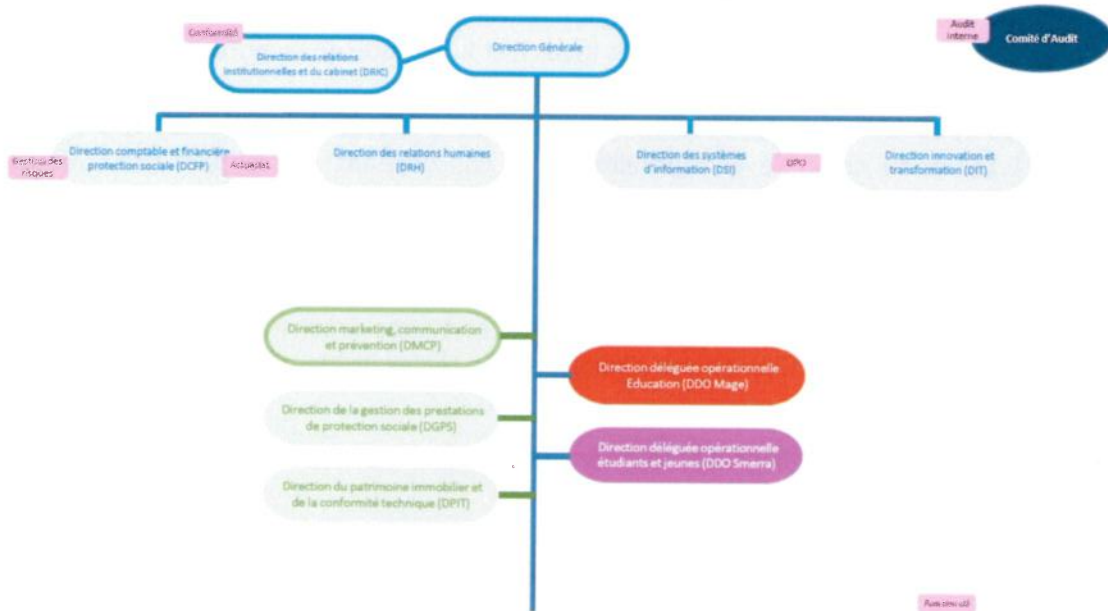 Conformité
Direction Générale
Audit
interne
Comité d'Audit
Direction des relations
institutionnelles et du cabinet (DRIC)
Gestion des
risques
Direction comptable et financière
protection sociale (DCFP)
Actuariat
Direction des relations humaines
(DRH)
Direction des systèmes
d'information (DSI)
DPO
Direction innovation et
transformation (DIT)
Direction marketing, communication
et prévention (DMCP)
Direction déléguée opérationnelle
Education (DDO Mage)
Direction de la gestion des prestations
de protection sociale (DGPS)
Direction déléguée opérationnelle
étudiants et jeunes (DDO Smerra)
Direction du patrimoine immobilier et
de la conformité technique (DPIT)